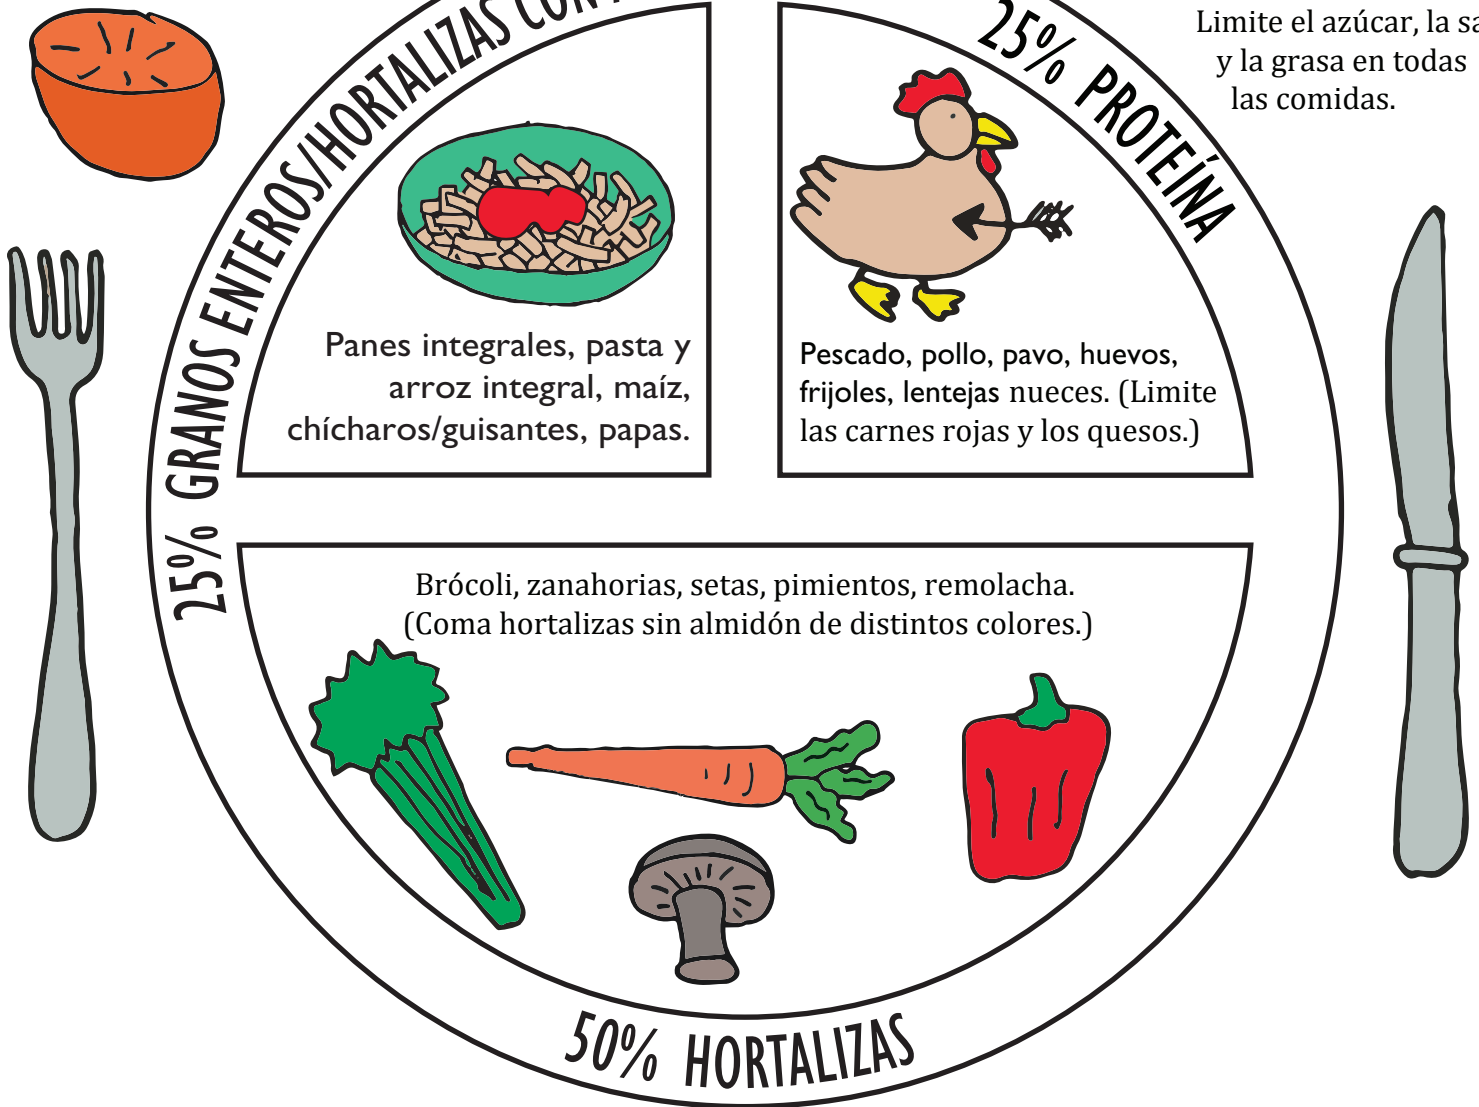 25% GRANOS ENTEROS/HORTALIZAS CON
25% PROTEÍNA
Limite el azúcar, la
y la grasa en todas
las comidas.
Panes integrales, pasta y
arroz integral, maíz,
chícharos/guisantes, papas.
Pescado, pollo, pavo, huevos,
frijoles, lentejas nueces. (Limite
las carnes rojas y los quesos.)
Brócoli, zanahorias, setas, pimientos, remolacha.
(Coma hortalizas sin almidón de distintos colores.)
50% HORTALIZAS